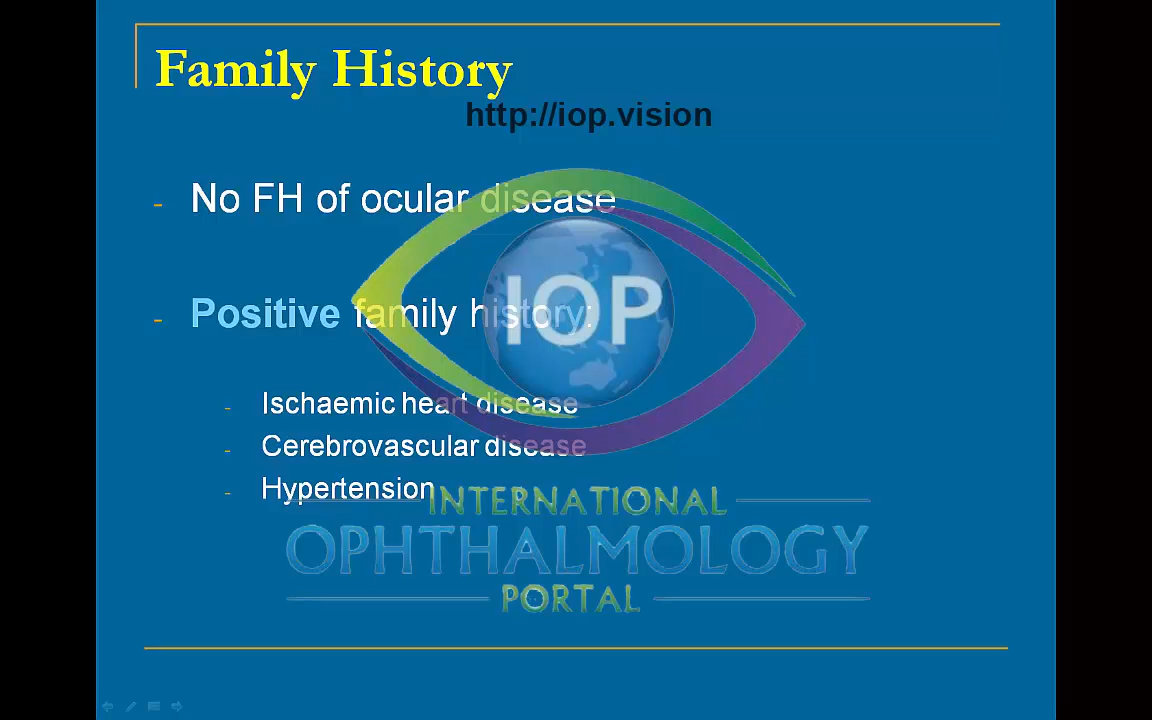 Family History
http://iop.vision
- No FH of ocular disease
- Positive family history:
- Ischaemic heart disease
- Cerebrovascular disease
- Hypertension
IOP
INTERNATIONAL
OPHTHALMOLOGY
PORTAL